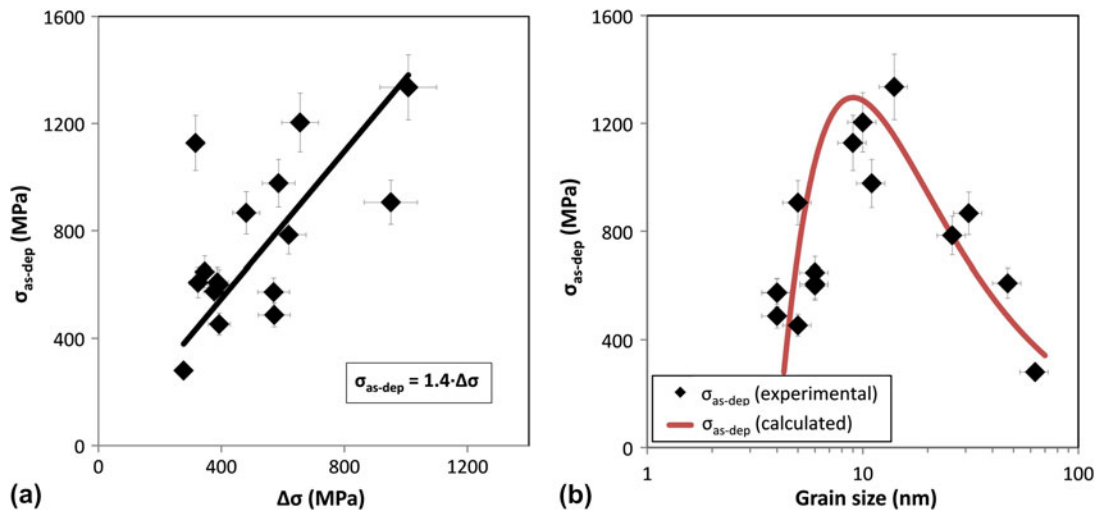 1600
1200
800
400
0
σas-dep (MPa)
0 400 800 1200
Δσ (MPa)
σas-dep = 1.4·Δσ
(a)
1600
1200
800
400
0
σas-dep (MPa)
σas-dep (experimental)
σas-dep (calculated)
1 10 100
Grain size (nm)
(b)